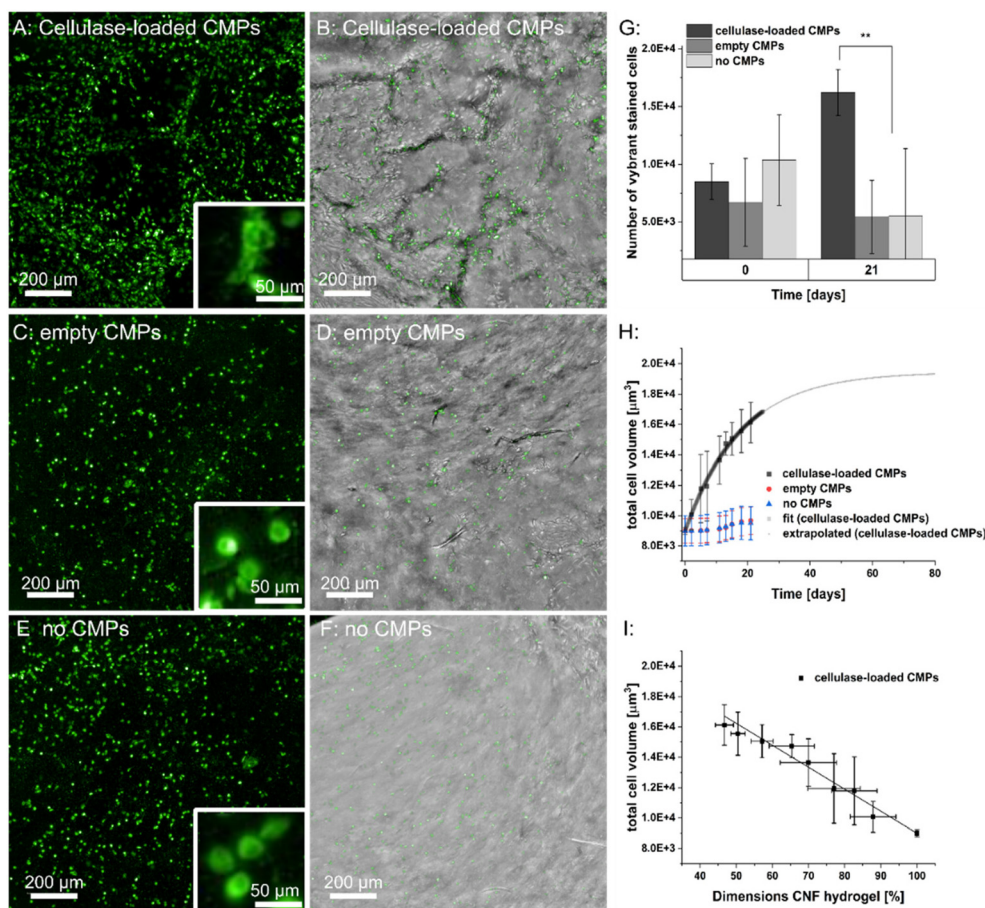 A: Cellulase-loaded CMPs
200 µm
50 µm
B: Cellulase-loaded CMPs
200 µm
C: empty CMPs
200 µm
50 µm
D: empty CMPs
200 µm
E no CMPs
200 µm
50 µm
F: no CMPs
200 µm
G:
cellulase-loaded CMPs
empty CMPs
no CMPs
**
2.0E+4
1.5E+4
1.0E+4
5.0E+3
Number of vybrant stained cells
0
21
Time [days]
H:
2.0E+4
1.8E+4
1.6E+4
1.4E+4
1.2E+4
1.0E+4
8.0E+3
total cell volume [µm³]
cellulase-loaded CMPs
empty CMPs
no CMPs
fit (cellulase-loaded CMPs)
extrapolated (cellulase-loaded CMPs)
0 20 40 60 80
Time [days]
I:
2.0E+4
1.8E+4
1.6E+4
1.4E+4
1.2E+4
1.0E+4
8.0E+3
total cell volume [µm³]
cellulase-loaded CMPs
40 50 60 70 80 90 100
Dimensions CNF hydrogel [%]